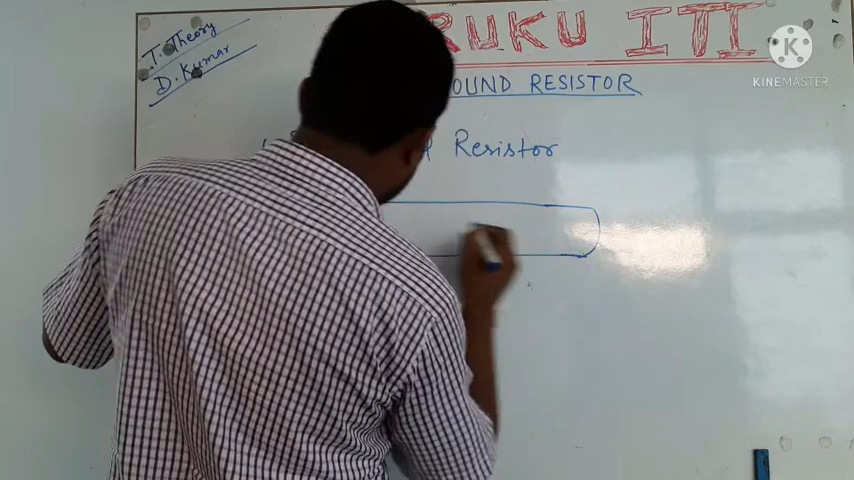 T. Theory
D. Kumar
RUKU ITI
OUND RESISTOR
Resistor
KINEMASTER